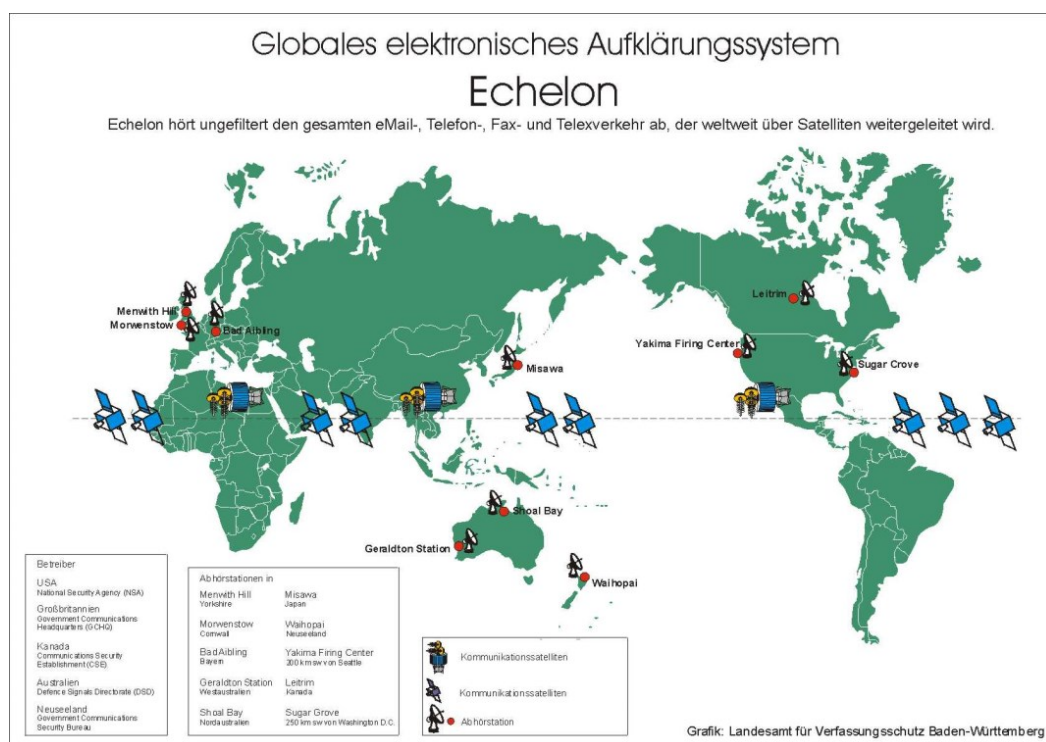 Globales elektronisches Aufklärungssystem
Echelon
Echelon hört ungefiltert den gesamten eMail-, Telefon-, Fax- und Telexverkehr ab, der weltweit über Satelliten weitergeleitet wird.
Menwith Hill
Morwenstow
Bad Aibling
Misawa
Leitrim
Yakima Firing Center
Sugar Crove
Shoal Bay
Geraldton Station
Waihopai
Betreiber
USA
National Security Agency (NSA)
Großbritannien
Government Communications
Headquarters (GCHQ)
Kanada
Communications Security
Establishment (CSE).
Australien
Defence Signals Directorate (DSD)
Neuseeland
Government Communications
Security Bureau
Abhörstationen in
Menwith Hill
Yorkshire
Morwenstow
Cornwall
Bad Aibling
Bayern
Geraldton Station
Westaustralien
Shoal Bay
Nordaustralien
Misawa
Japan
Waihopai
Neuseeland
Yakima Firing Center
200 km sw von Seattle
Leitrim
Kanada
Sugar Grove
250 km sw von Washington D.C.
Kommunikationssatelliten
Kommunikationssatelliten
Abhörstation
Grafik: Landesamt für Verfassungsschutz Baden-Württemberg